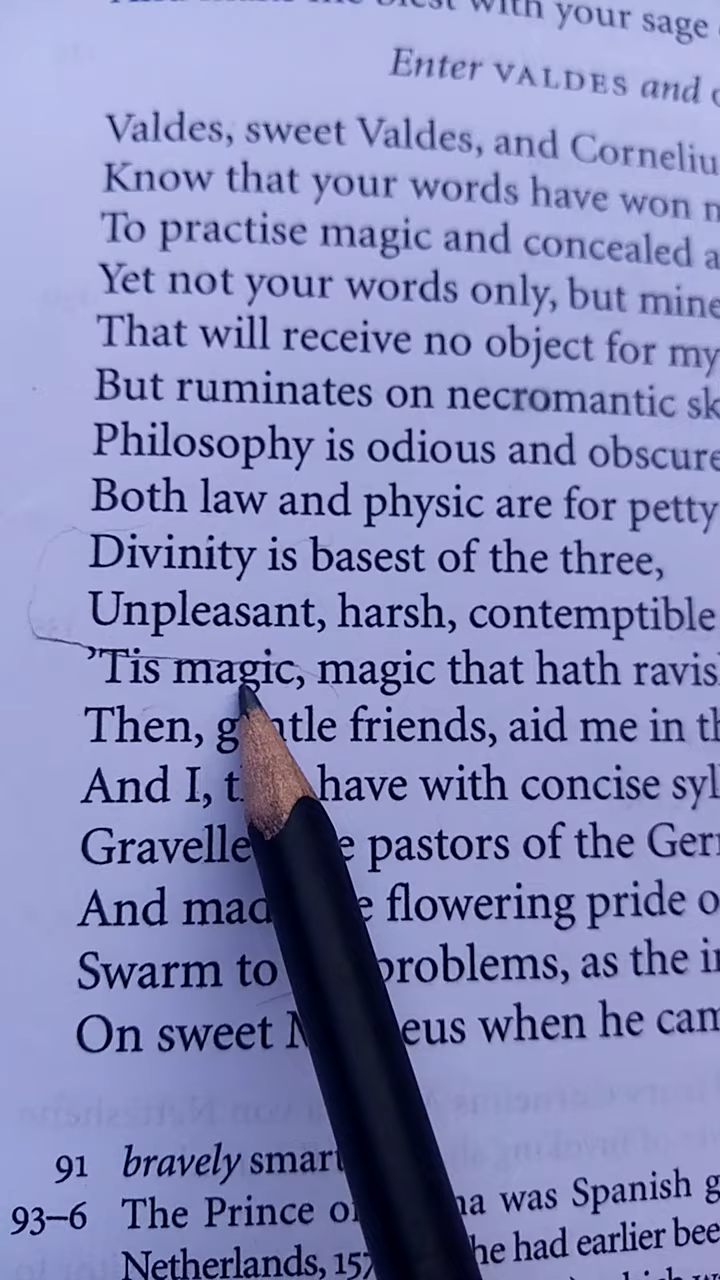 with your sage
Enter VALDES and
Valdes, sweet Valdes, and Corneliu
Know that your words have won
To practise magic and concealed a
Yet not your words only, but mine
That will receive no object for my
But ruminates on necromantic sk
Philosophy is odious and obscure
Both law and physic are for petty
Divinity is basest of the three,
Unpleasant, harsh, contemptible
’Tis magic, magic that hath ravis
Then, g tle friends, aid me in th
And I, t have with concise syl
Gravelle e pastors of the Ger
And mad e flowering pride o
Swarm to problems, as the i
On sweet M eus when he cam
91 bravely smart
93–6 The Prince o a was Spanish g
Netherlands, 157 he had earlier bee